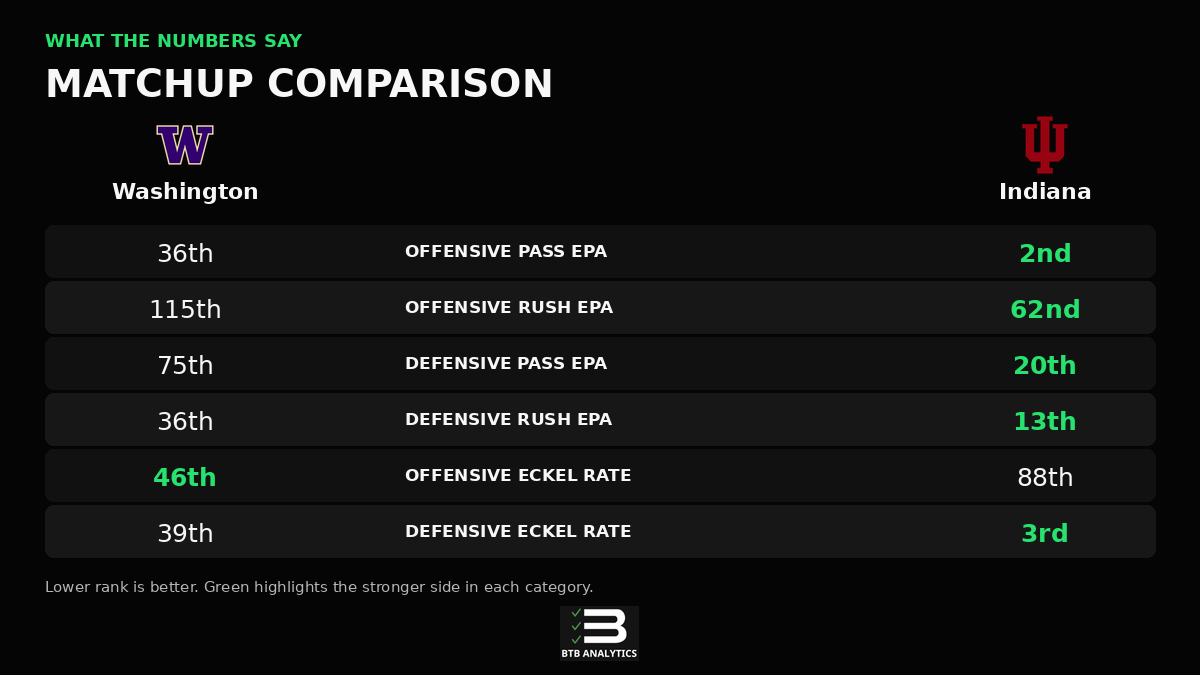 WHAT THE NUMBERS SAY
MATCHUP COMPARISON
W
Washington
Indiana
36th OFFENSIVE PASS EPA 2nd
115th OFFENSIVE RUSH EPA 62nd
75th DEFENSIVE PASS EPA 20th
36th DEFENSIVE RUSH EPA 13th
46th OFFENSIVE ECKEL RATE 88th
39th DEFENSIVE ECKEL RATE 3rd
Lower rank is better. Green highlights the stronger side in each category.
B
BTB ANALYTICS